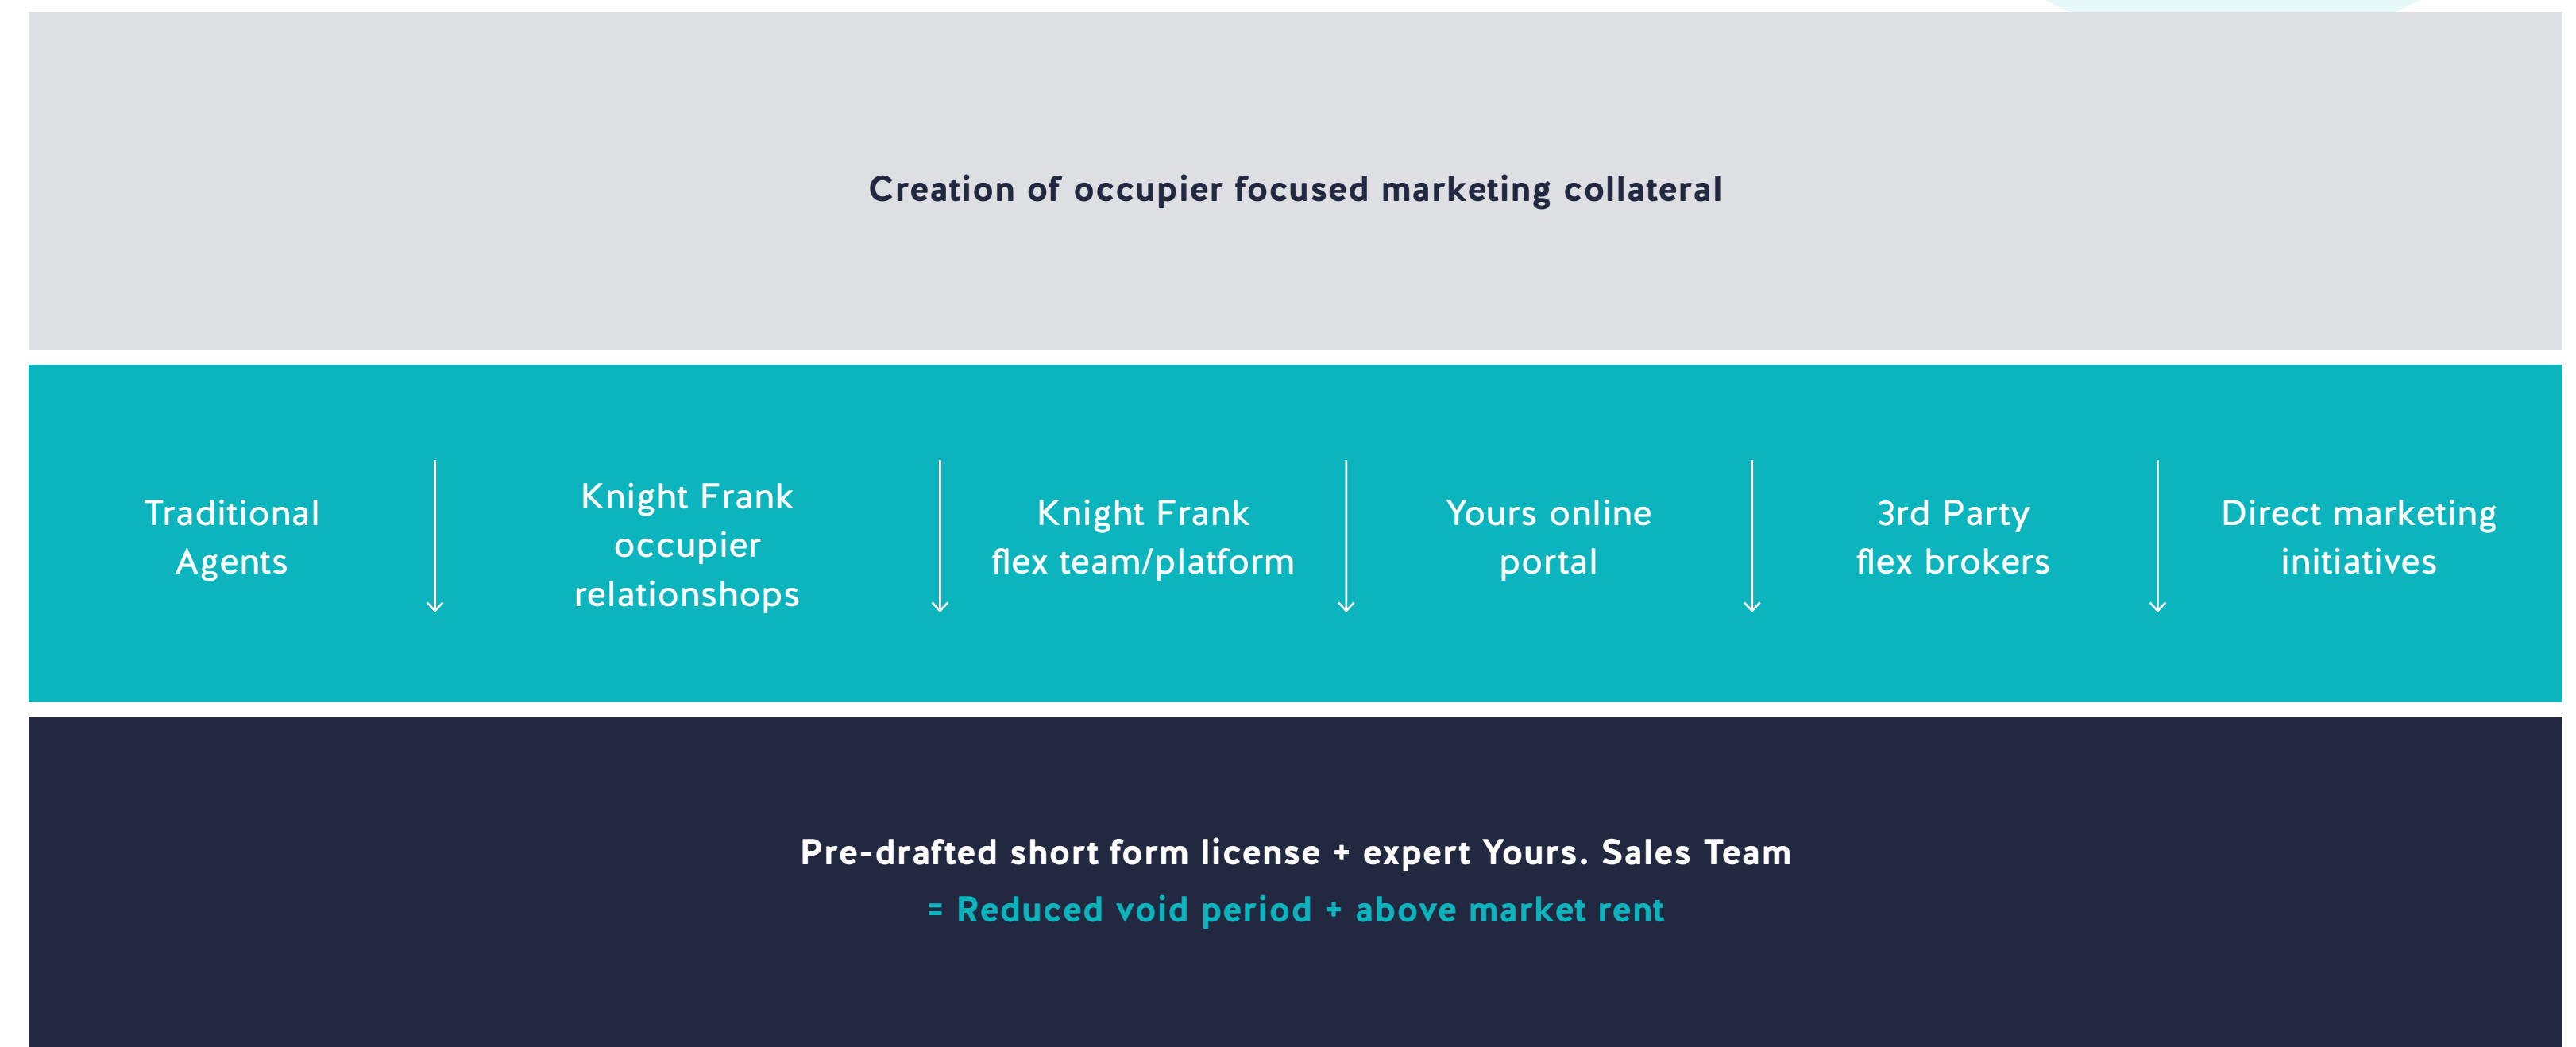 Creation of occupier focused marketing collateral
Traditional
Agents
Knight Frank
occupier
relationshops
Knight Frank
flex team/platform
Yours online
portal
3rd Party
flex brokers
Direct marketing
initiatives
Pre-drafted short form license + expert Yours. Sales Team
= Reduced void period + above market rent